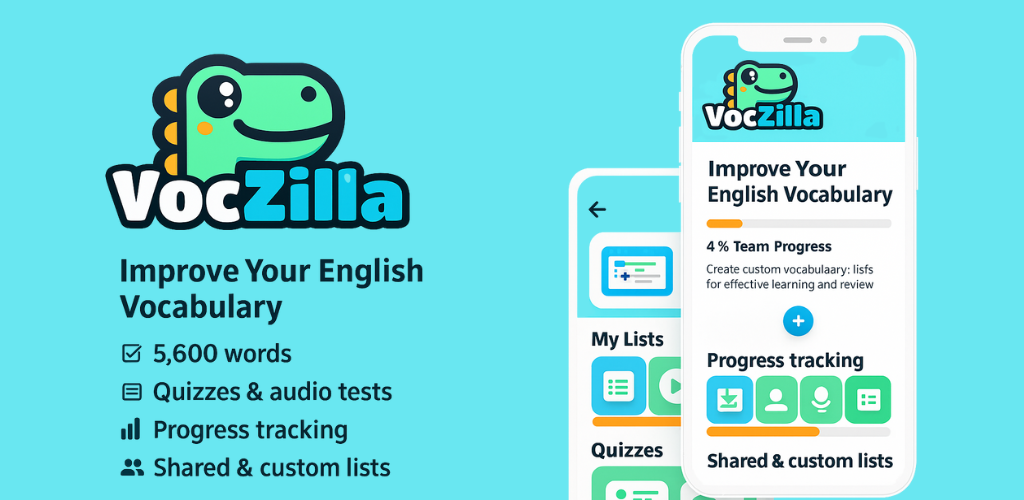 VocZilla
Improve Your English
Vocabulary
5,600 words
Quizzes & audio tests
Progress tracking
Shared & custom lists
My Lists
Quizzes
VocZilla
Improve Your
English Vocabulary
4 % Team Progress
Create custom vocabulaary: lisfs
for effective learning and review
Progress tracking
Shared & custom lists